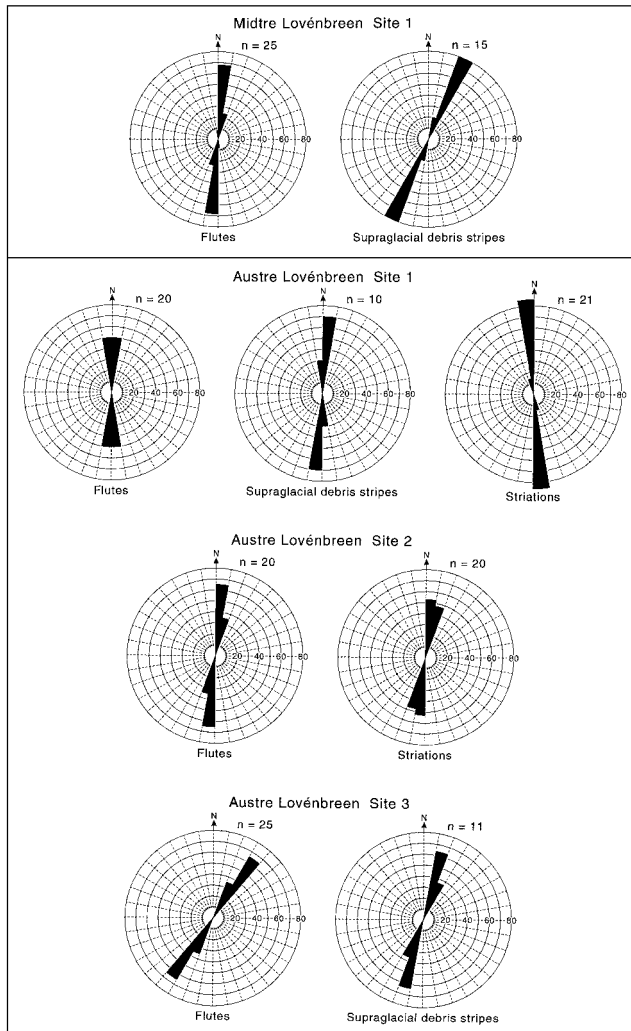 Midtre Lovénbreen Site 1
N n = 25 N n = 15
20 40 60 80 20 40 60 80
Flutes Supraglacial debris stripes
Austre Lovénbreen Site 1
N n = 20 N n = 10 N n = 21
20 40 60 80 20 40 60 80 20 40 60 80
Flutes Supraglacial debris stripes Striations
Austre Lovénbreen Site 2
N n = 20 N n = 20
20 40 60 80 20 40 60 80
Flutes Striations
Austre Lovénbreen Site 3
N n = 25 N n = 11
20 40 60 80 20 40 60 80
Flutes Supraglacial debris stripes